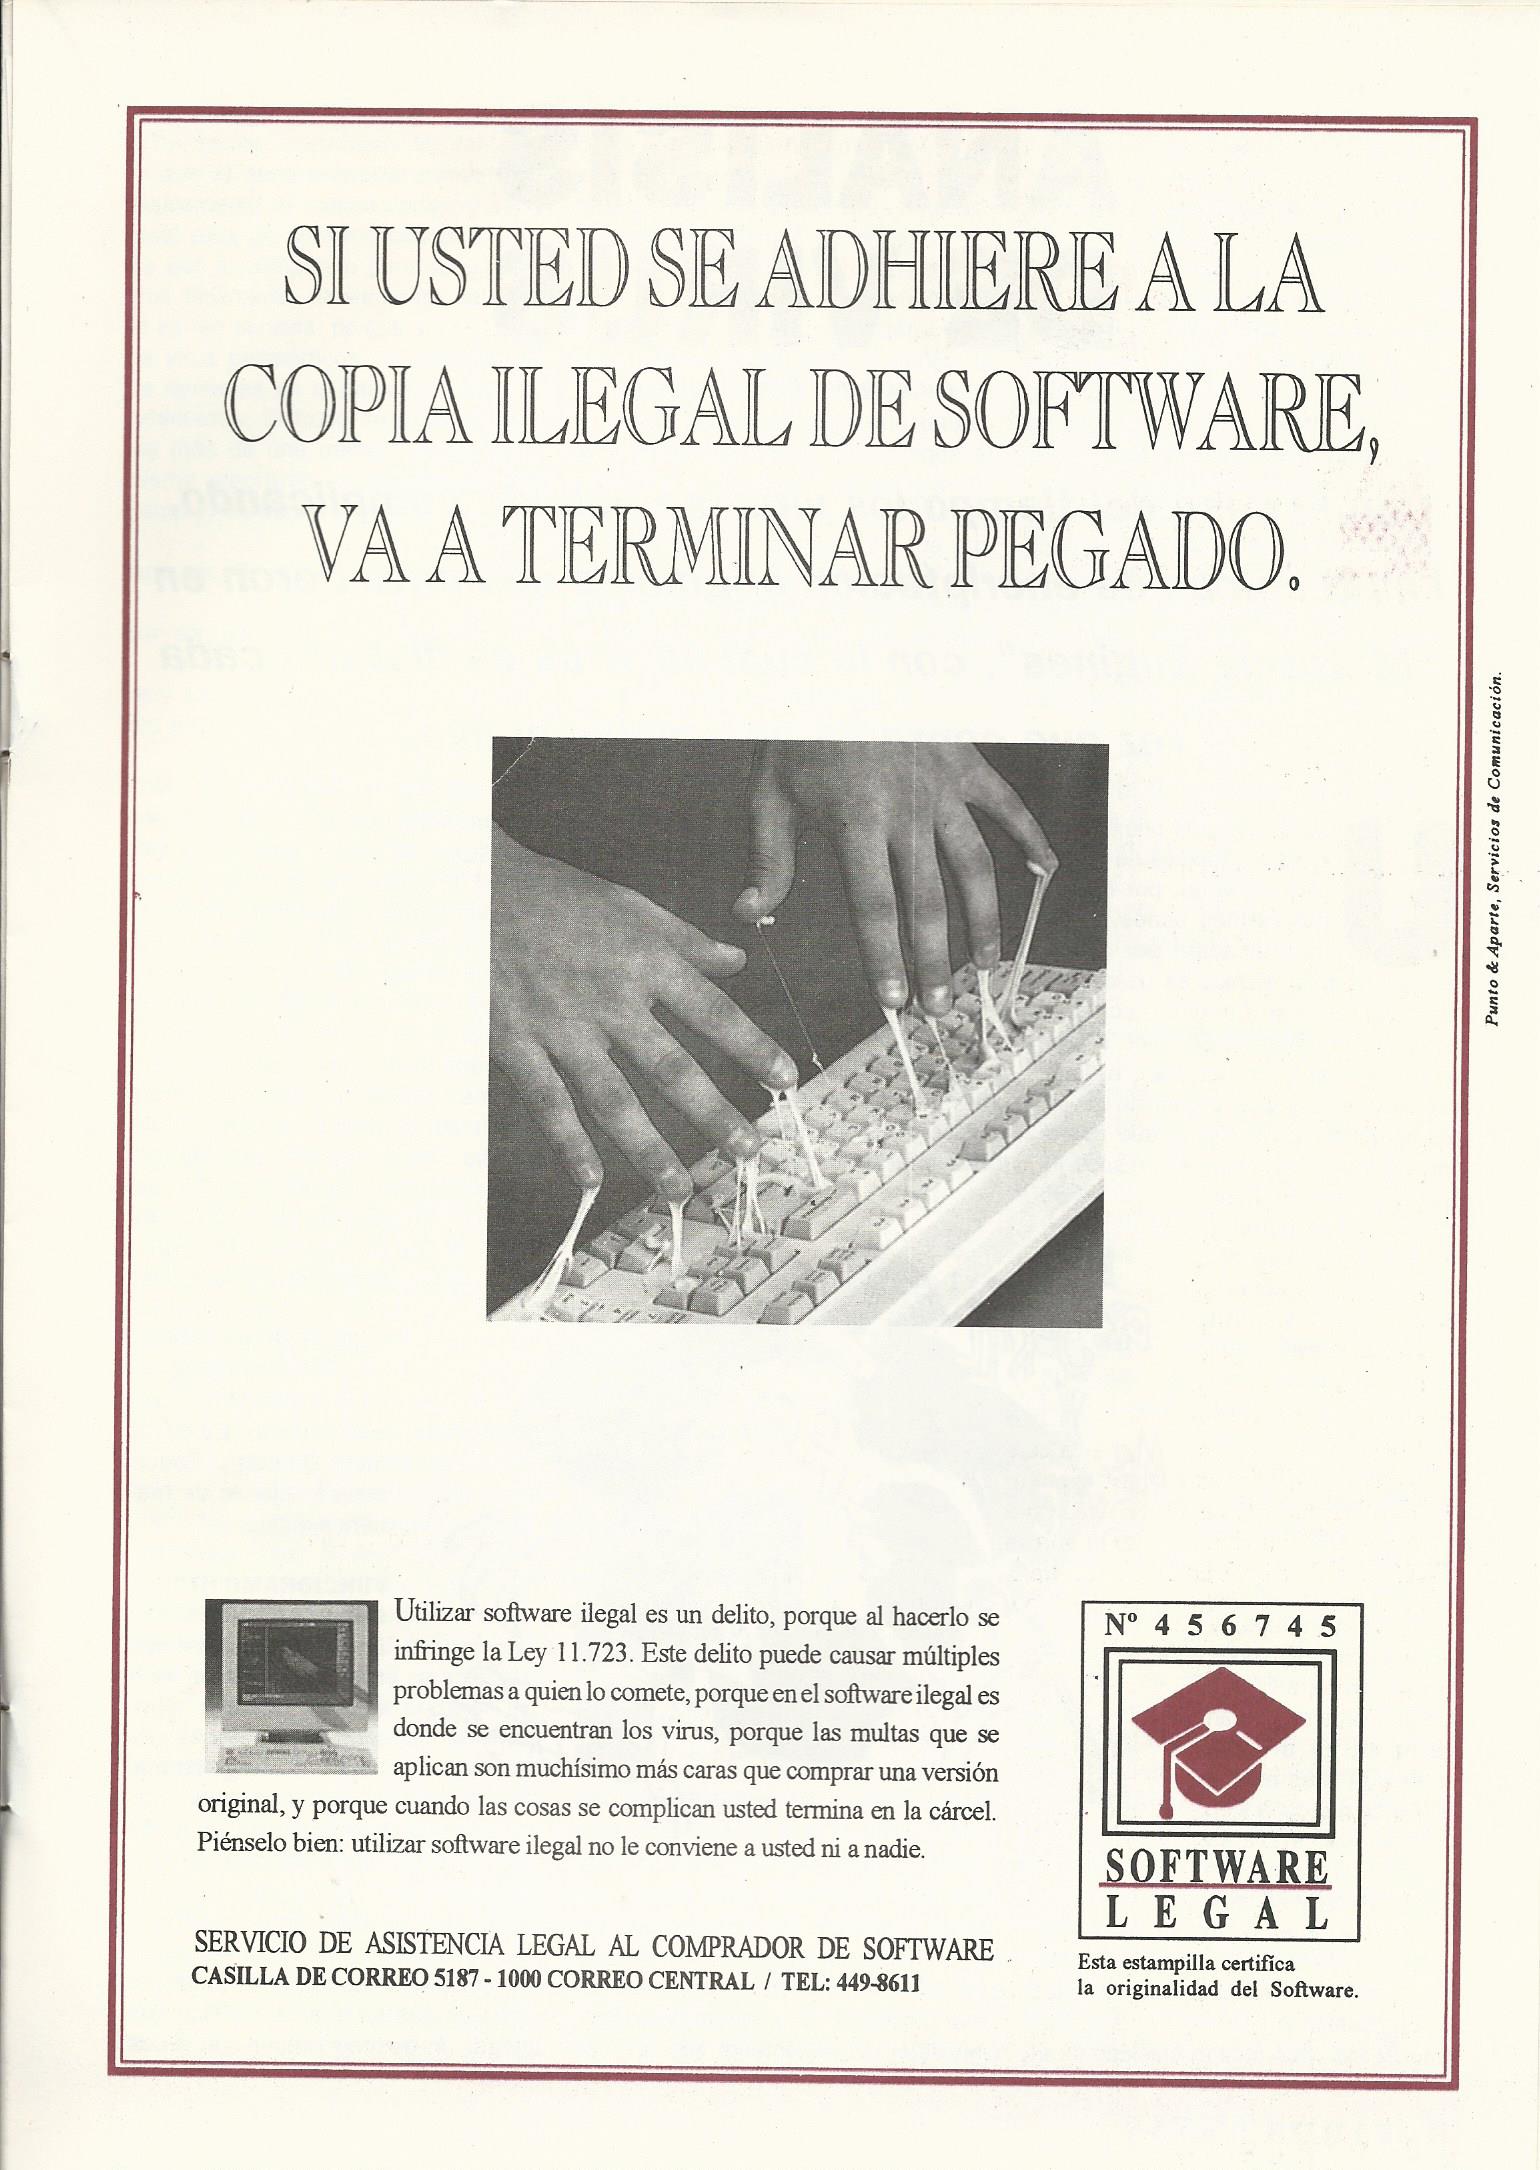 SI USTED SE ADHIERE A LA
COPIA ILEGAL DE SOFTWARE,
VA A TERMINAR PEGADO.
Punto & Aparte, Servicios de Comunicación.
Utilizar software ilegal es un delito, porque al hacerlo se
infringe la Ley 11.723. Este delito puede causar múltiples
problemas a quien lo comete, porque en el software ilegal es
donde se encuentran los virus, porque las multas que se
aplican son muchísimo más caras que comprar una versión
original, y porque cuando las cosas se complican usted termina en la cárcel.
Piénselo bien: utilizar software ilegal no le conviene a usted ni a nadie.
SERVICIO DE ASISTENCIA LEGAL AL COMPRADOR DE SOFTWARE
CASILLA DE CORREO 5187 - 1000 CORREO CENTRAL / TEL: 449-8611
Nº 4 5 6 7 4 5
SOFTWARE
LEGAL
Esta estampilla certifica
la originalidad del Software.